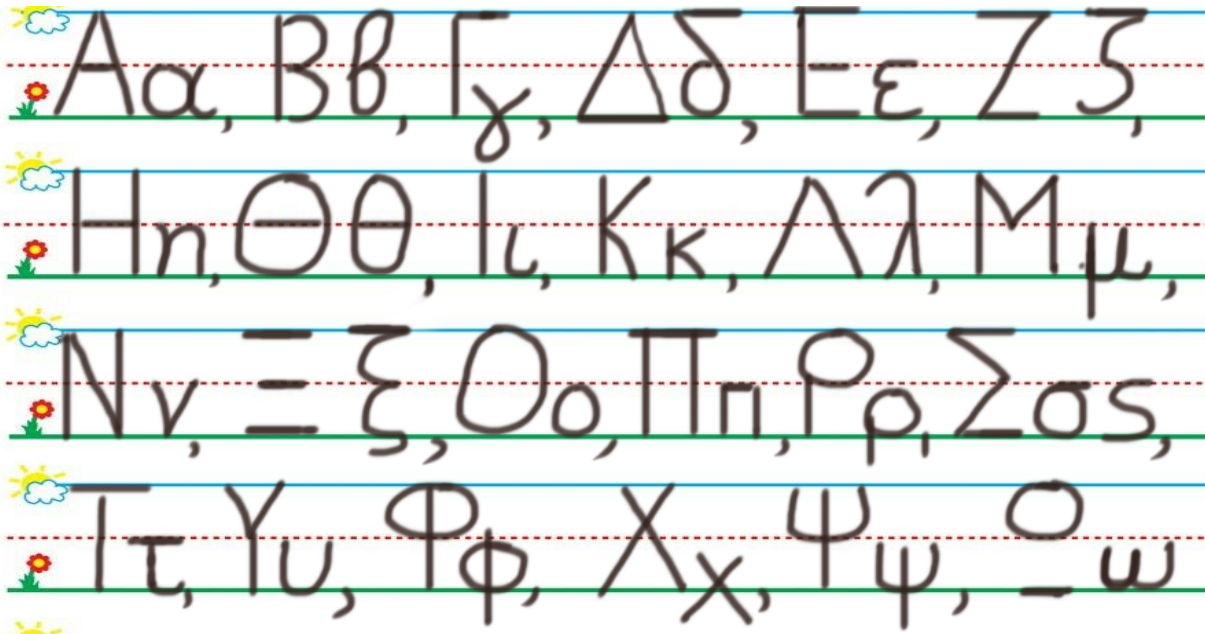 Αα, Ββ, Γγ, Δδ, Εε, Ζζ,
Ηη, Θθ, Ιι, Κκ, Λλ, Μμ,
Νν, Ξξ, Οο, Ππ, Ρρ, Σσς,
Ττ, Υυ, Φφ, Χχ, Ψψ, Ωω